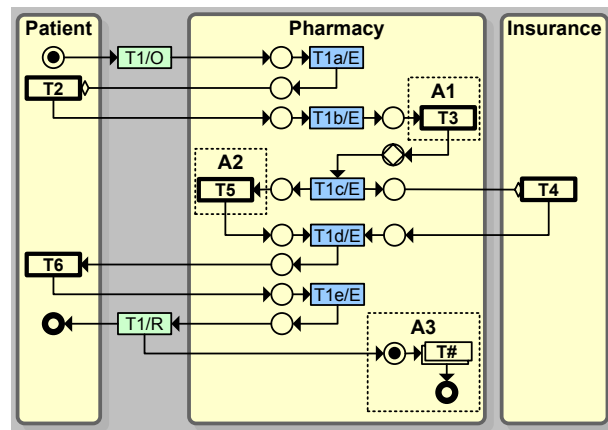 Patient Pharmacy Insurance
T1/O T1a/E
T2
A1
T1b/E T3
A2
T5 T1c/E T4
T1d/E
T6
T1e/E
T1/R
A3
T#